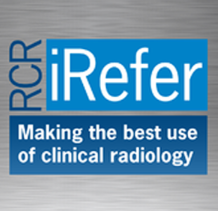 RCR
iRefer
Making the best use
of clinical radiology